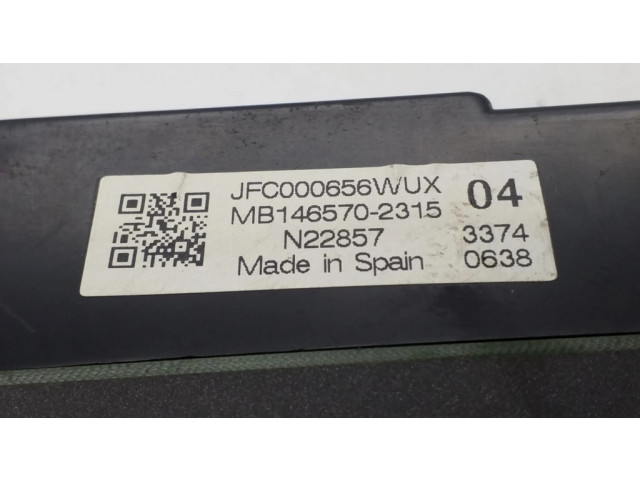 JFC000656WUX 04
MB146570-2315
N22857 3374
Made in Spain 0638